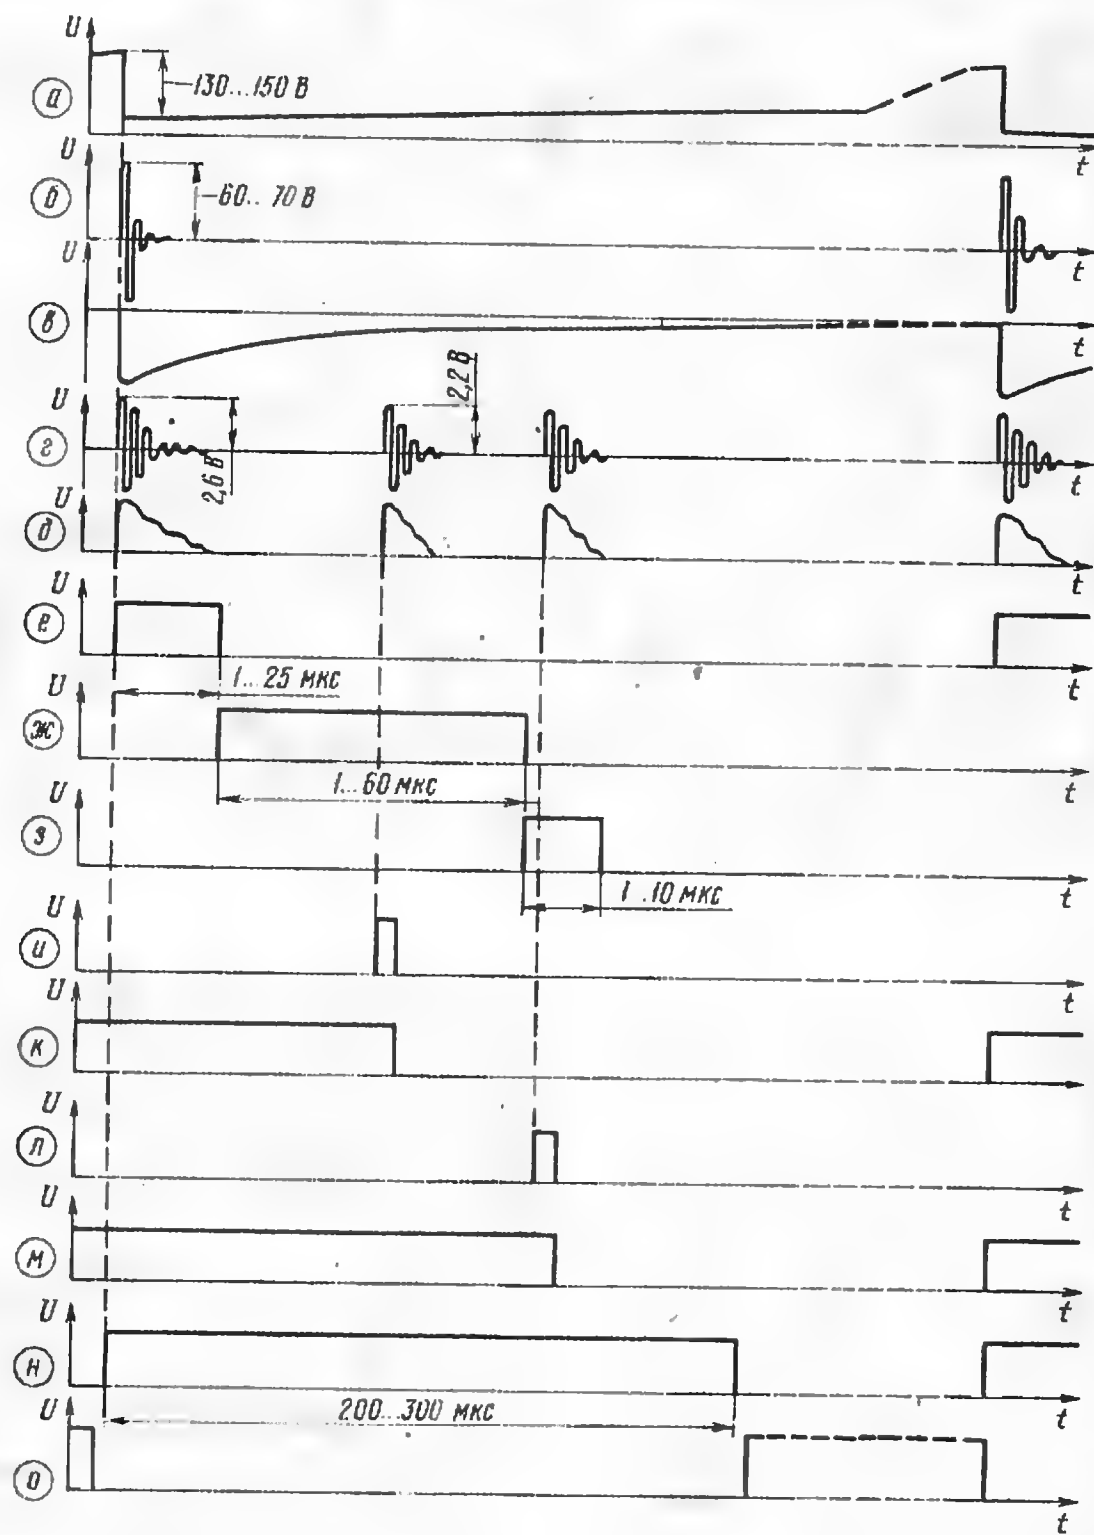 U
а
130...150 В
t
U
б
60..70 В
t
U
в
t
U
г
2,6 В
2,2 В
t
U
д
t
U
е
1...25 мкс
t
U
ж
1...60 мкс
t
U
з
1..10 мкс
t
U
и
t
U
к
U
л
t
U
м
t
U
н
200...300 мкс
t
U
о
t